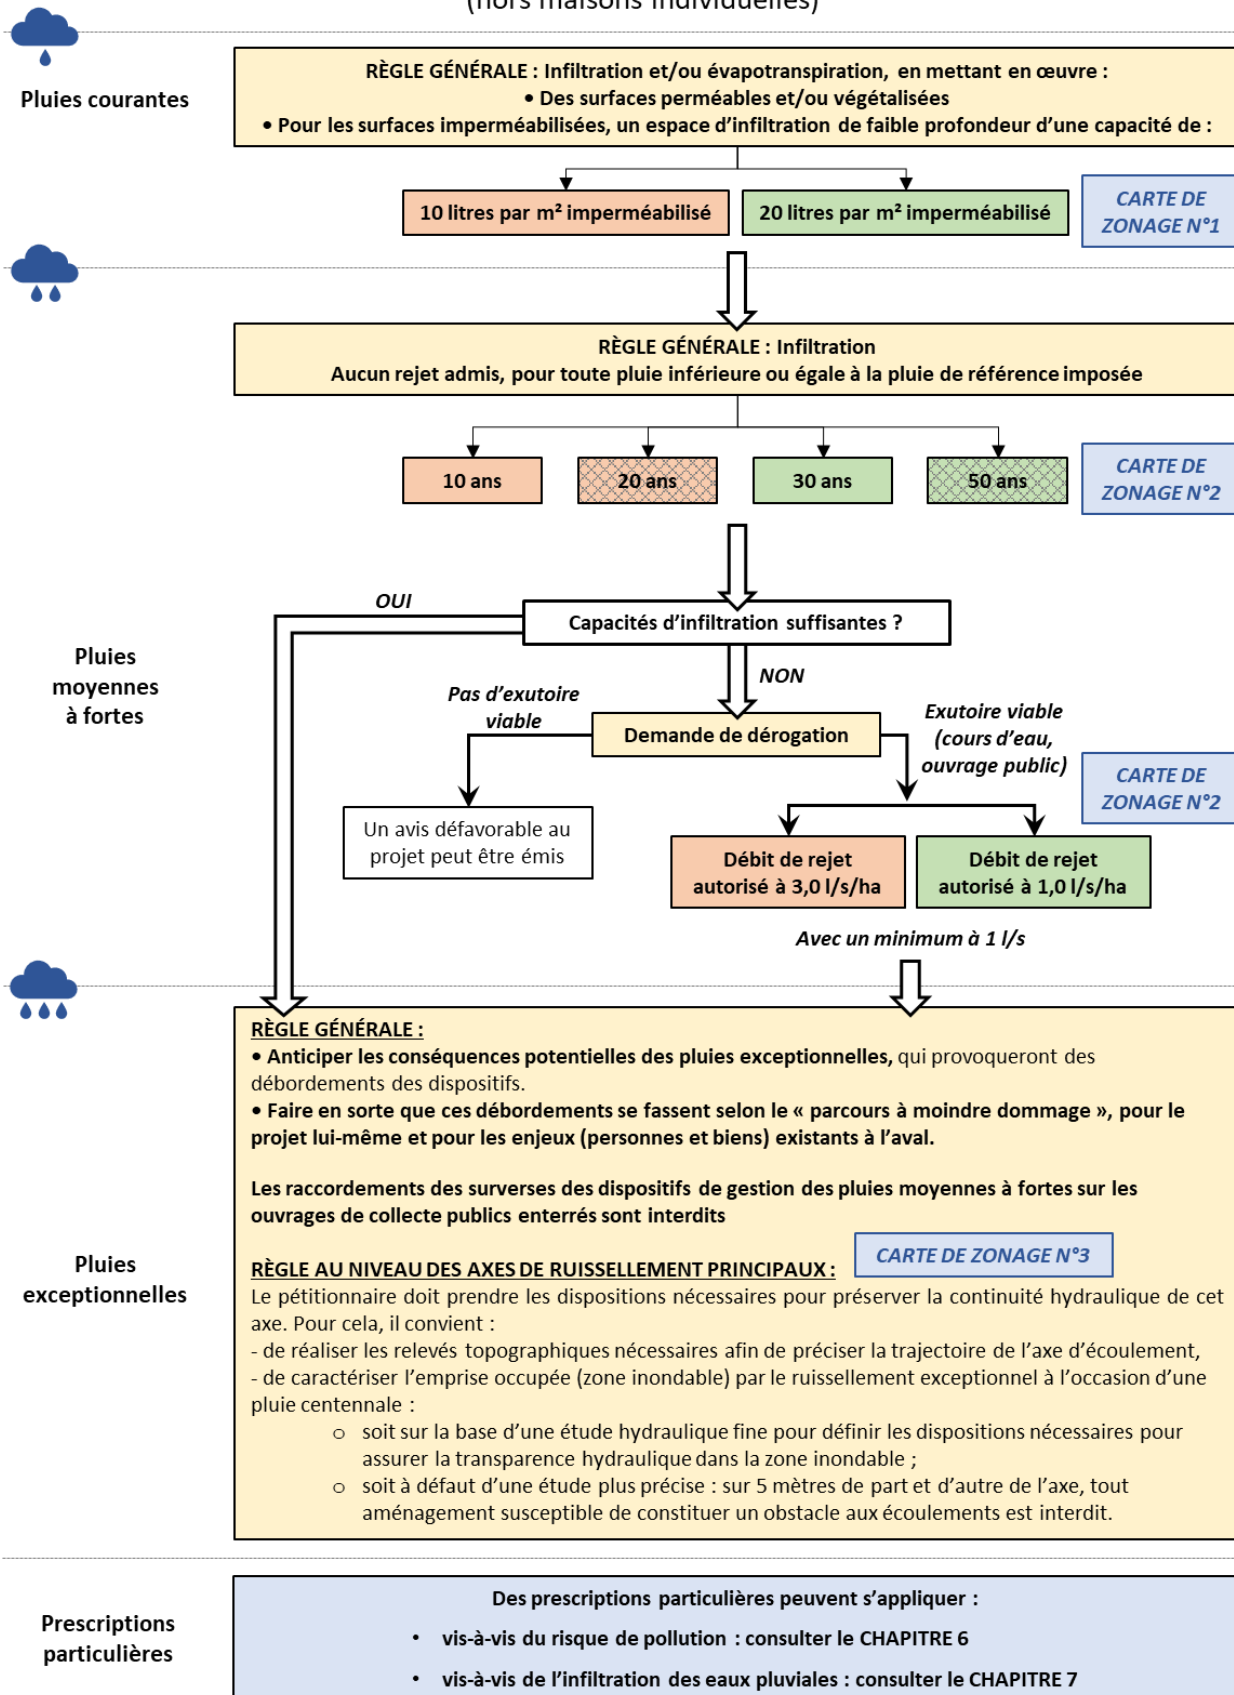 (hors maisons individuelles)
Pluies courantes
RÈGLE GÉNÉRALE : Infiltration et/ou évapotranspiration, en mettant en œuvre :
• Des surfaces perméables et/ou végétalisées
• Pour les surfaces imperméabilisées, un espace d’infiltration de faible profondeur d’une capacité de :
10 litres par m² imperméabilisé
20 litres par m² imperméabilisé
CARTE DE
ZONAGE N°1
RÈGLE GÉNÉRALE : Infiltration
Aucun rejet admis, pour toute pluie inférieure ou égale à la pluie de référence imposée
10 ans
20 ans
30 ans
50 ans
CARTE DE
ZONAGE N°2
Pluies
moyennes
à fortes
OUI
Capacités d’infiltration suffisantes ?
NON
Pas d’exutoire
viable
Demande de dérogation
Exutoire viable
(cours d’eau,
ouvrage public)
CARTE DE
ZONAGE N°2
Un avis défavorable au
projet peut être émis
Débit de rejet
autorisé à 3,0 l/s/ha
Débit de rejet
autorisé à 1,0 l/s/ha
Avec un minimum à 1 l/s
Pluies
exceptionnelles
RÈGLE GÉNÉRALE :
• Anticiper les conséquences potentielles des pluies exceptionnelles, qui provoqueront des
débordements des dispositifs.
• Faire en sorte que ces débordements se fassent selon le « parcours à moindre dommage », pour le
projet lui-même et pour les enjeux (personnes et biens) existants à l’aval.
Les raccordements des surverses des dispositifs de gestion des pluies moyennes à fortes sur les
ouvrages de collecte publics enterrés sont interdits
CARTE DE ZONAGE N°3
RÈGLE AU NIVEAU DES AXES DE RUISSELLEMENT PRINCIPAUX :
Le pétitionnaire doit prendre les dispositions nécessaires pour préserver la continuité hydraulique de cet
axe. Pour cela, il convient :
- de réaliser les relevés topographiques nécessaires afin de préciser la trajectoire de l’axe d’écoulement,
- de caractériser l’emprise occupée (zone inondable) par le ruissellement exceptionnel à l’occasion d’une
pluie centennale :
o soit sur la base d’une étude hydraulique fine pour définir les dispositions nécessaires pour
assurer la transparence hydraulique dans la zone inondable ;
o soit à défaut d’une étude plus précise : sur 5 mètres de part et d’autre de l’axe, tout
aménagement susceptible de constituer un obstacle aux écoulements est interdit.
Prescriptions
particulières
Des prescriptions particulières peuvent s’appliquer :
• vis-à-vis du risque de pollution : consulter le CHAPITRE 6
• vis-à-vis de l’infiltration des eaux pluviales : consulter le CHAPITRE 7